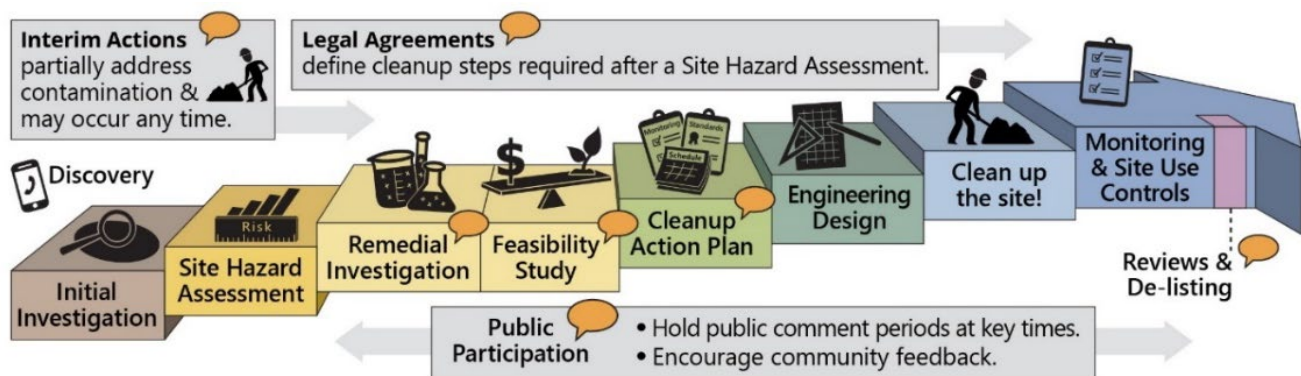 Interim Actions
partially address
contamination &
may occur any time.
Legal Agreements
define cleanup steps required after a Site Hazard Assessment.
Discovery
Initial
Investigation
Risk
Site Hazard
Assessment
Remedial
Investigation
$
Feasibility
Study
Monitoring
Standards
Schedule
Cleanup
Action Plan
Engineering
Design
Clean up
the site!
Monitoring
& Site Use
Controls
Reviews &
De-listing
Public
Participation
• Hold public comment periods at key times.
• Encourage community feedback.